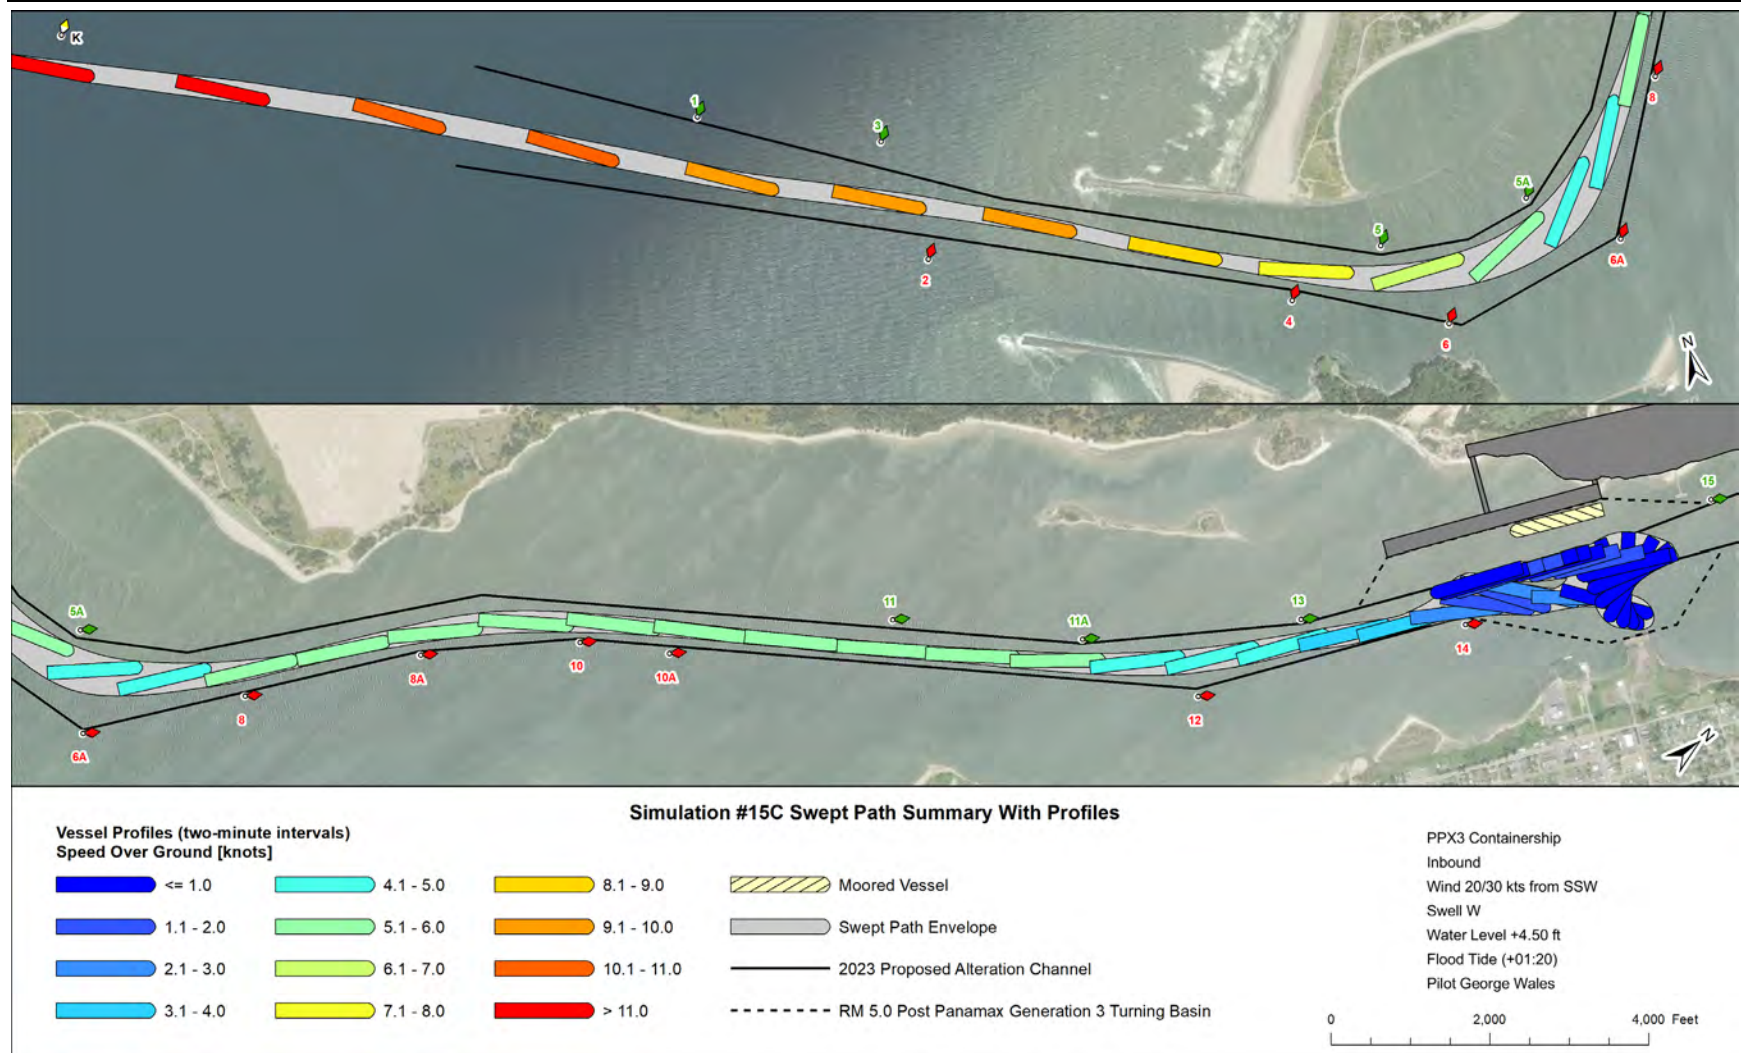 K
1
3
2
4
5
6
5A
6A
8
N
5A
6A
8
8A
10
10A
11
11A
12
13
14
15
N
Simulation #15C Swept Path Summary With Profiles
Vessel Profiles (two-minute intervals)
Speed Over Ground [knots]
<= 1.0
1.1 - 2.0
2.1 - 3.0
3.1 - 4.0
4.1 - 5.0
5.1 - 6.0
6.1 - 7.0
7.1 - 8.0
8.1 - 9.0
9.1 - 10.0
10.1 - 11.0
> 11.0
Moored Vessel
Swept Path Envelope
2023 Proposed Alteration Channel
RM 5.0 Post Panamax Generation 3 Turning Basin
PPX3 Containership
Inbound
Wind 20/30 kts from SSW
Swell W
Water Level +4.50 ft
Flood Tide (+01:20)
Pilot George Wales
0 2,000 4,000 Feet